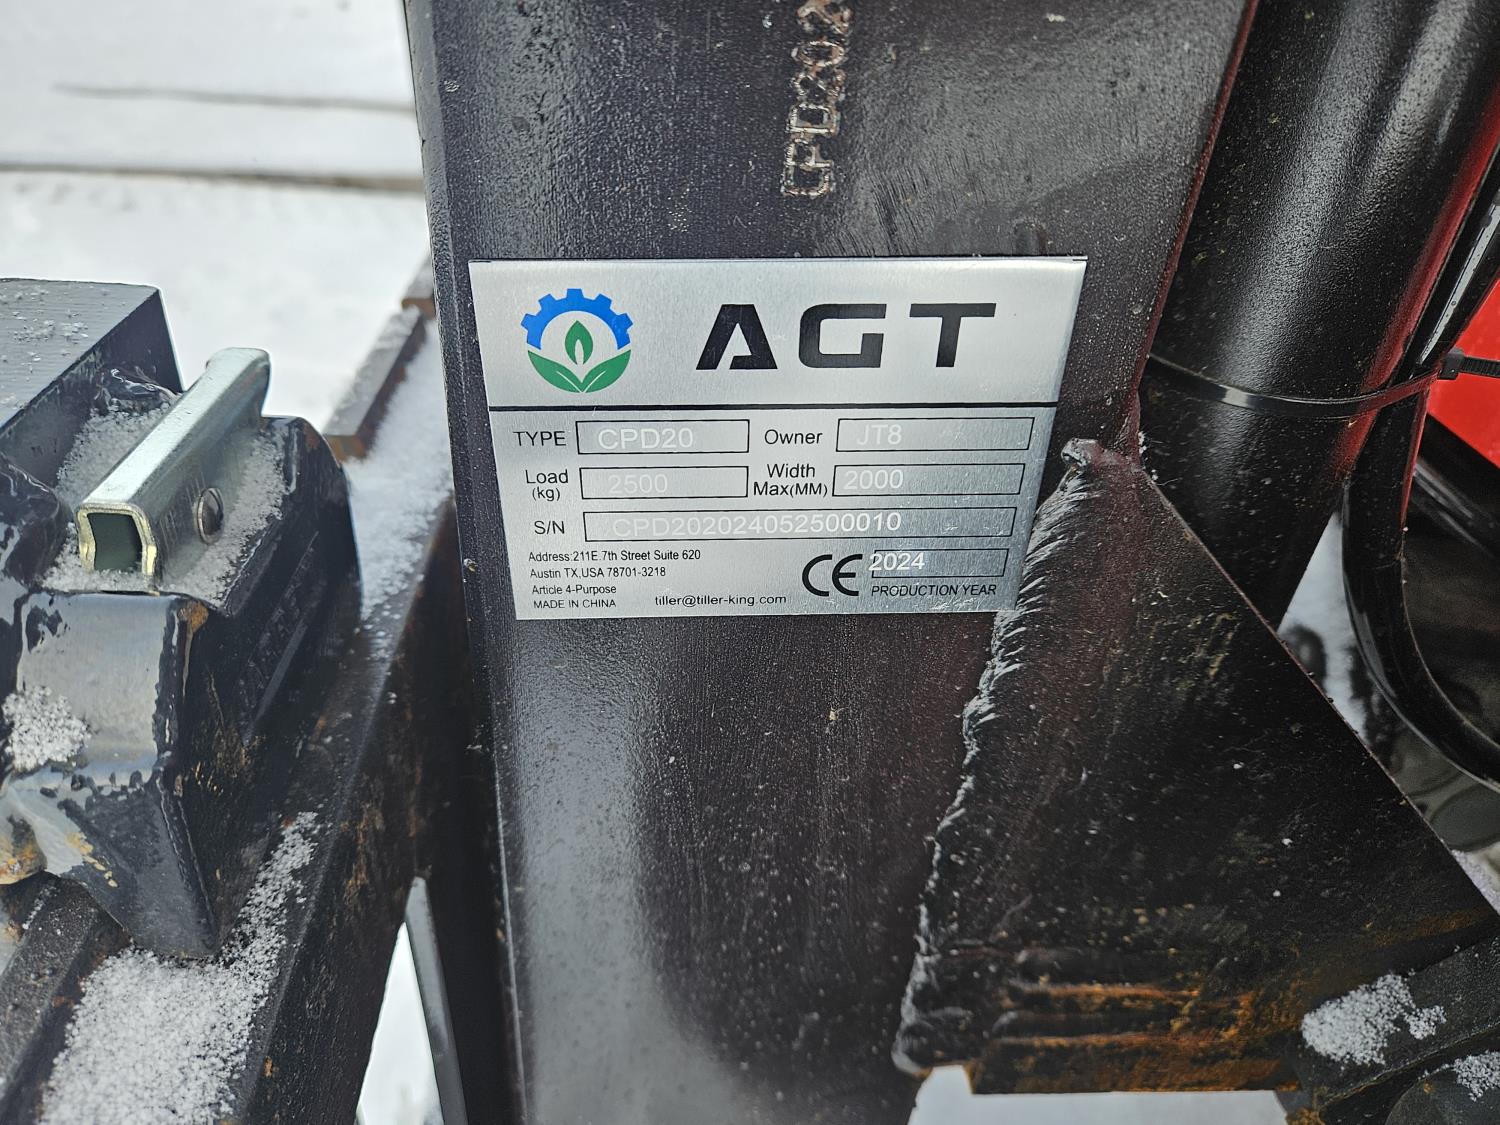 CPD202
AGT
TYPE CPD20 Owner JT8
Load (kg) 2500 Width Max(MM) 2000
S/N CPD202024052500010
Address:211E.7th Street Suite 620
Austin TX,USA 78701-3218
Article 4-Purpose
MADE IN CHINA tiller@tiller-king.com
CE 2024
PRODUCTION YEAR